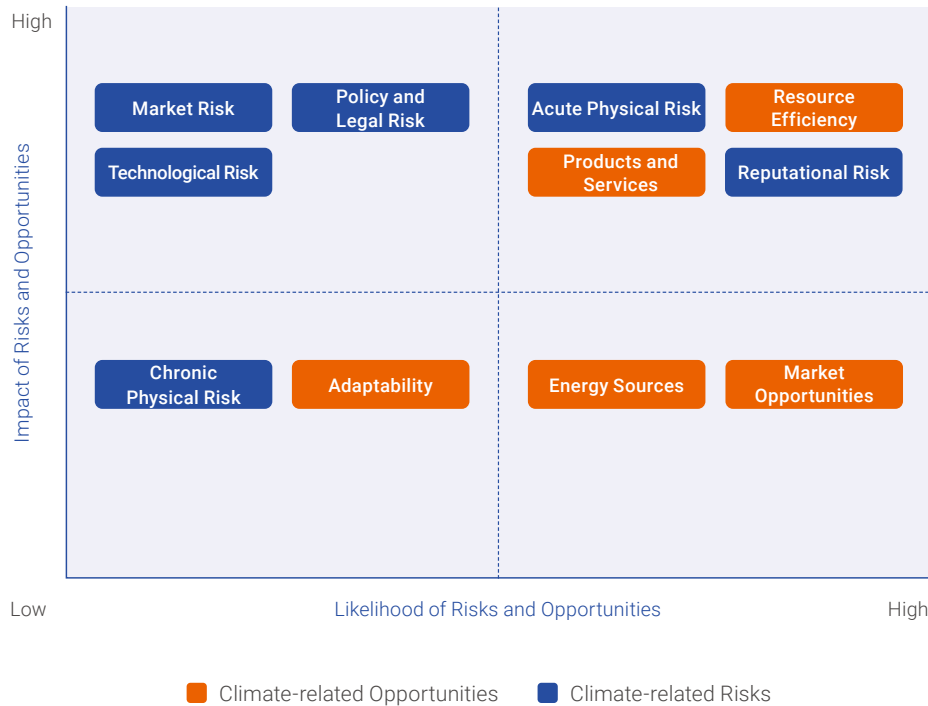 High
Impact of Risks and Opportunities
Market Risk
Policy and
Legal Risk
Acute Physical Risk
Resource
Efficiency
Technological Risk
Products and
Services
Reputational Risk
Chronic
Physical Risk
Adaptability
Energy Sources
Market
Opportunities
Low
Likelihood of Risks and Opportunities
High
Climate-related Opportunities
Climate-related Risks